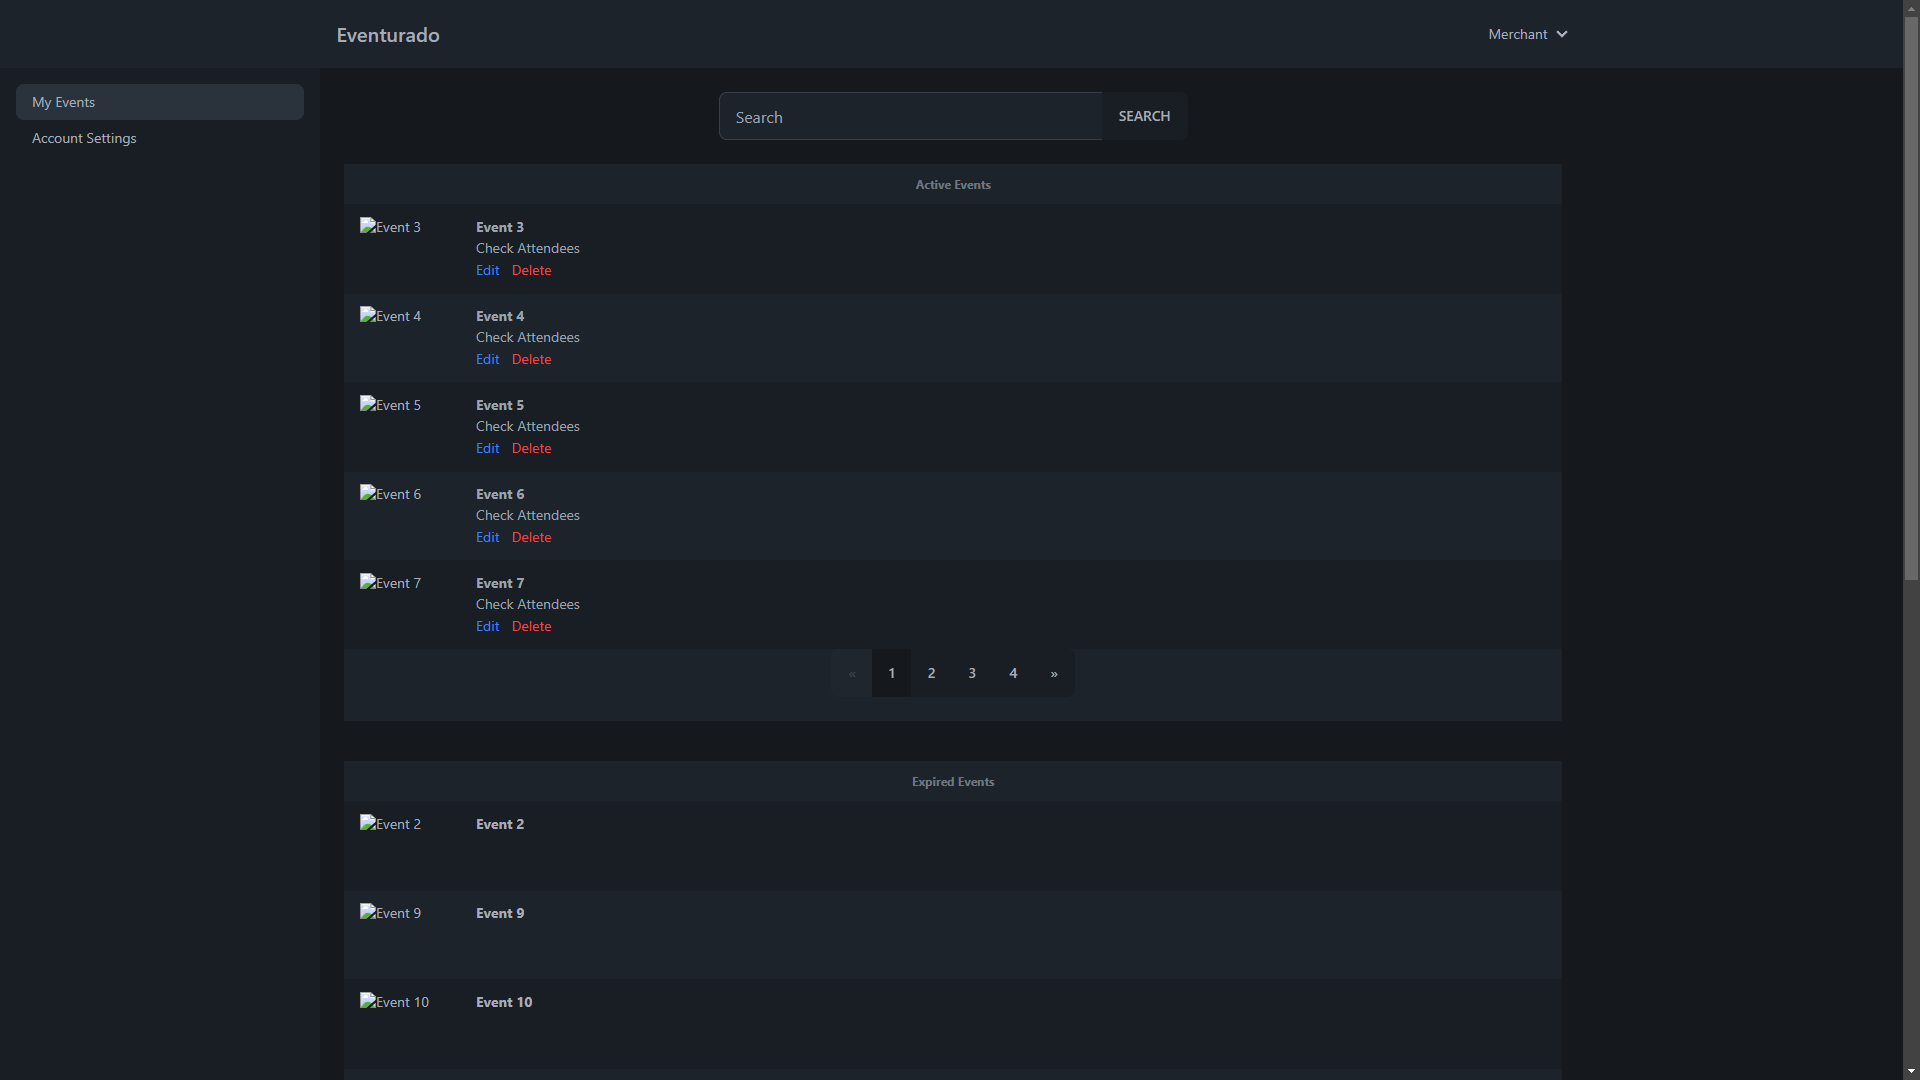 Eventurado
Merchant
My Events
Account Settings
Search
SEARCH
Active Events
Event 3
Event 3
Check Attendees
Edit Delete
Event 4
Event 4
Check Attendees
Edit Delete
Event 5
Event 5
Check Attendees
Edit Delete
Event 6
Event 6
Check Attendees
Edit Delete
Event 7
Event 7
Check Attendees
Edit Delete
« 1 2 3 4 »
Expired Events
Event 2
Event 2
Event 9
Event 9
Event 10
Event 10